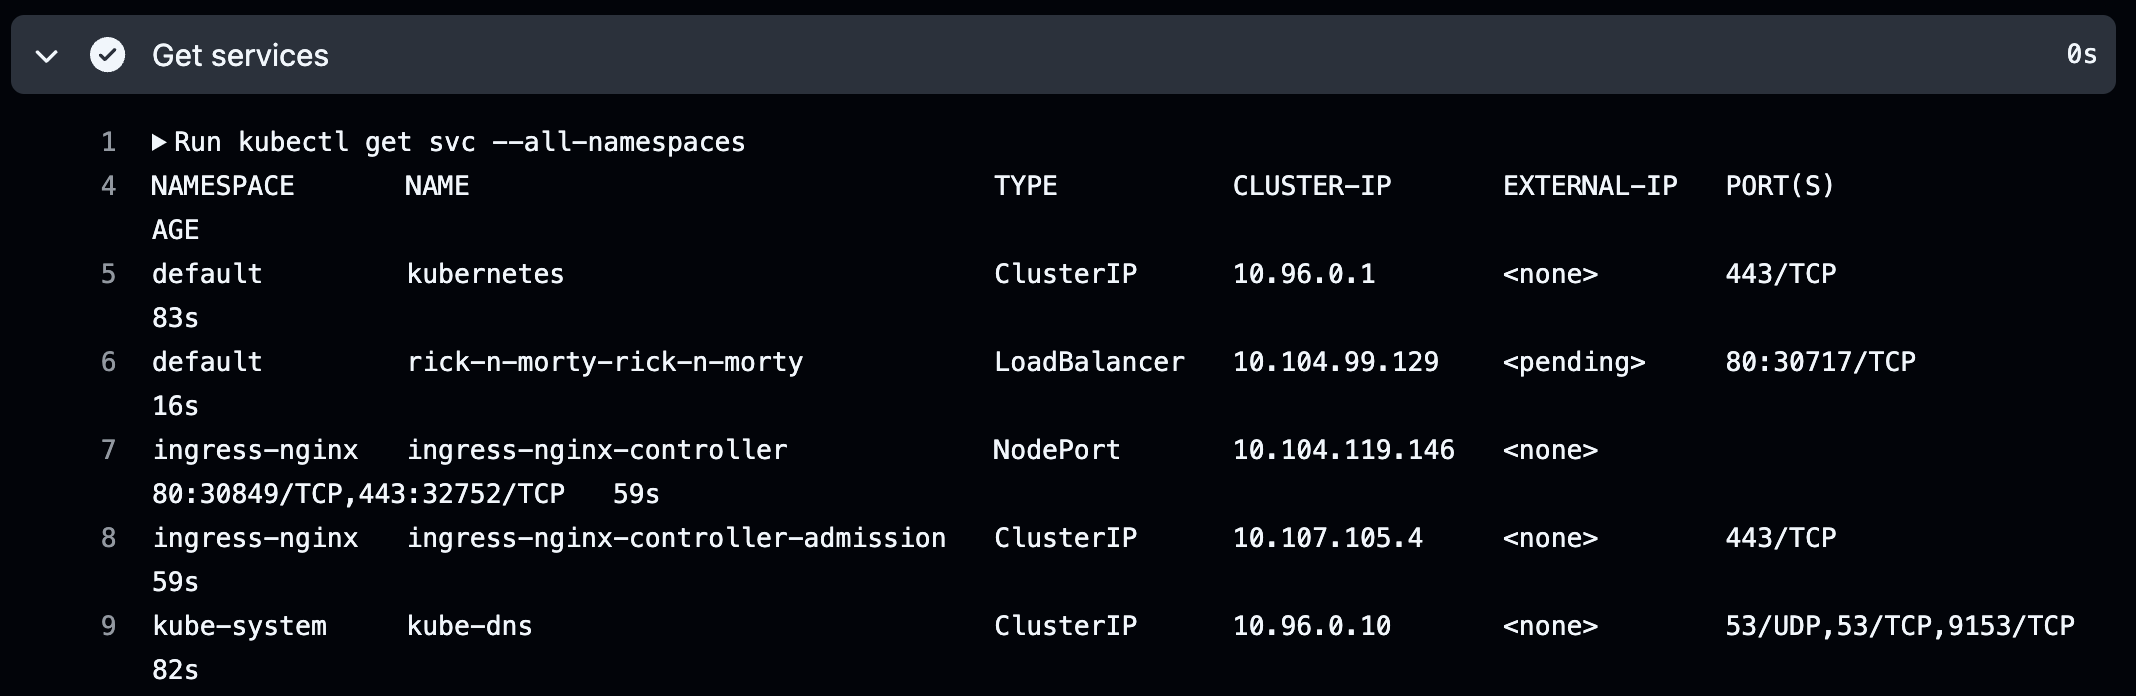 Get services 0s
1 Run kubectl get svc --all-namespaces
4 NAMESPACE NAME TYPE CLUSTER-IP EXTERNAL-IP PORT(S)
AGE
5 default kubernetes ClusterIP 10.96.0.1 <none> 443/TCP
83s
6 default rick-n-morty-rick-n-morty LoadBalancer 10.104.99.129 <pending> 80:30717/TCP
16s
7 ingress-nginx ingress-nginx-controller NodePort 10.104.119.146 <none>
80:30849/TCP,443:32752/TCP 59s
8 ingress-nginx ingress-nginx-controller-admission ClusterIP 10.107.105.4 <none> 443/TCP
59s
9 kube-system kube-dns ClusterIP 10.96.0.10 <none> 53/UDP,53/TCP,9153/TCP
82s